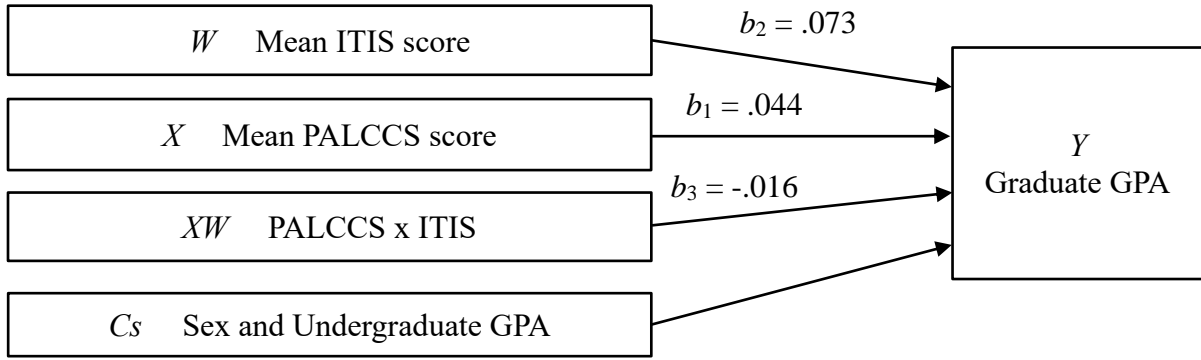 W Mean ITIS score
b2 = .073
X Mean PALCCS score
b1 = .044
Y
Graduate GPA
XW PALCCS x ITIS
b3 = -.016
Cs Sex and Undergraduate GPA